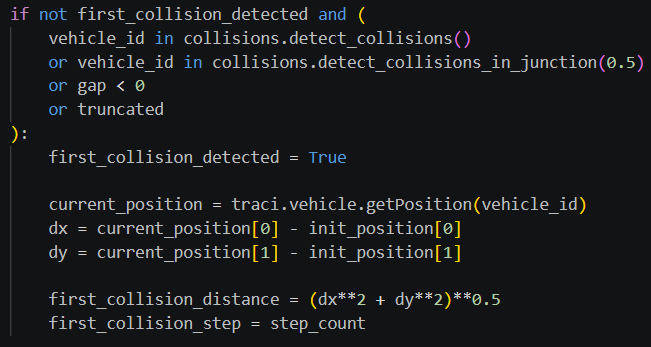 if not first_collision_detected and (
    vehicle_id in collisions.detect_collisions()
    or vehicle_id in collisions.detect_collisions_in_junction(0.5)
    or gap < 0
    or truncated
):
    first_collision_detected = True

    current_position = traci.vehicle.getPosition(vehicle_id)
    dx = current_position[0] - init_position[0]
    dy = current_position[1] - init_position[1]

    first_collision_distance = (dx**2 + dy**2)**0.5
    first_collision_step = step_count